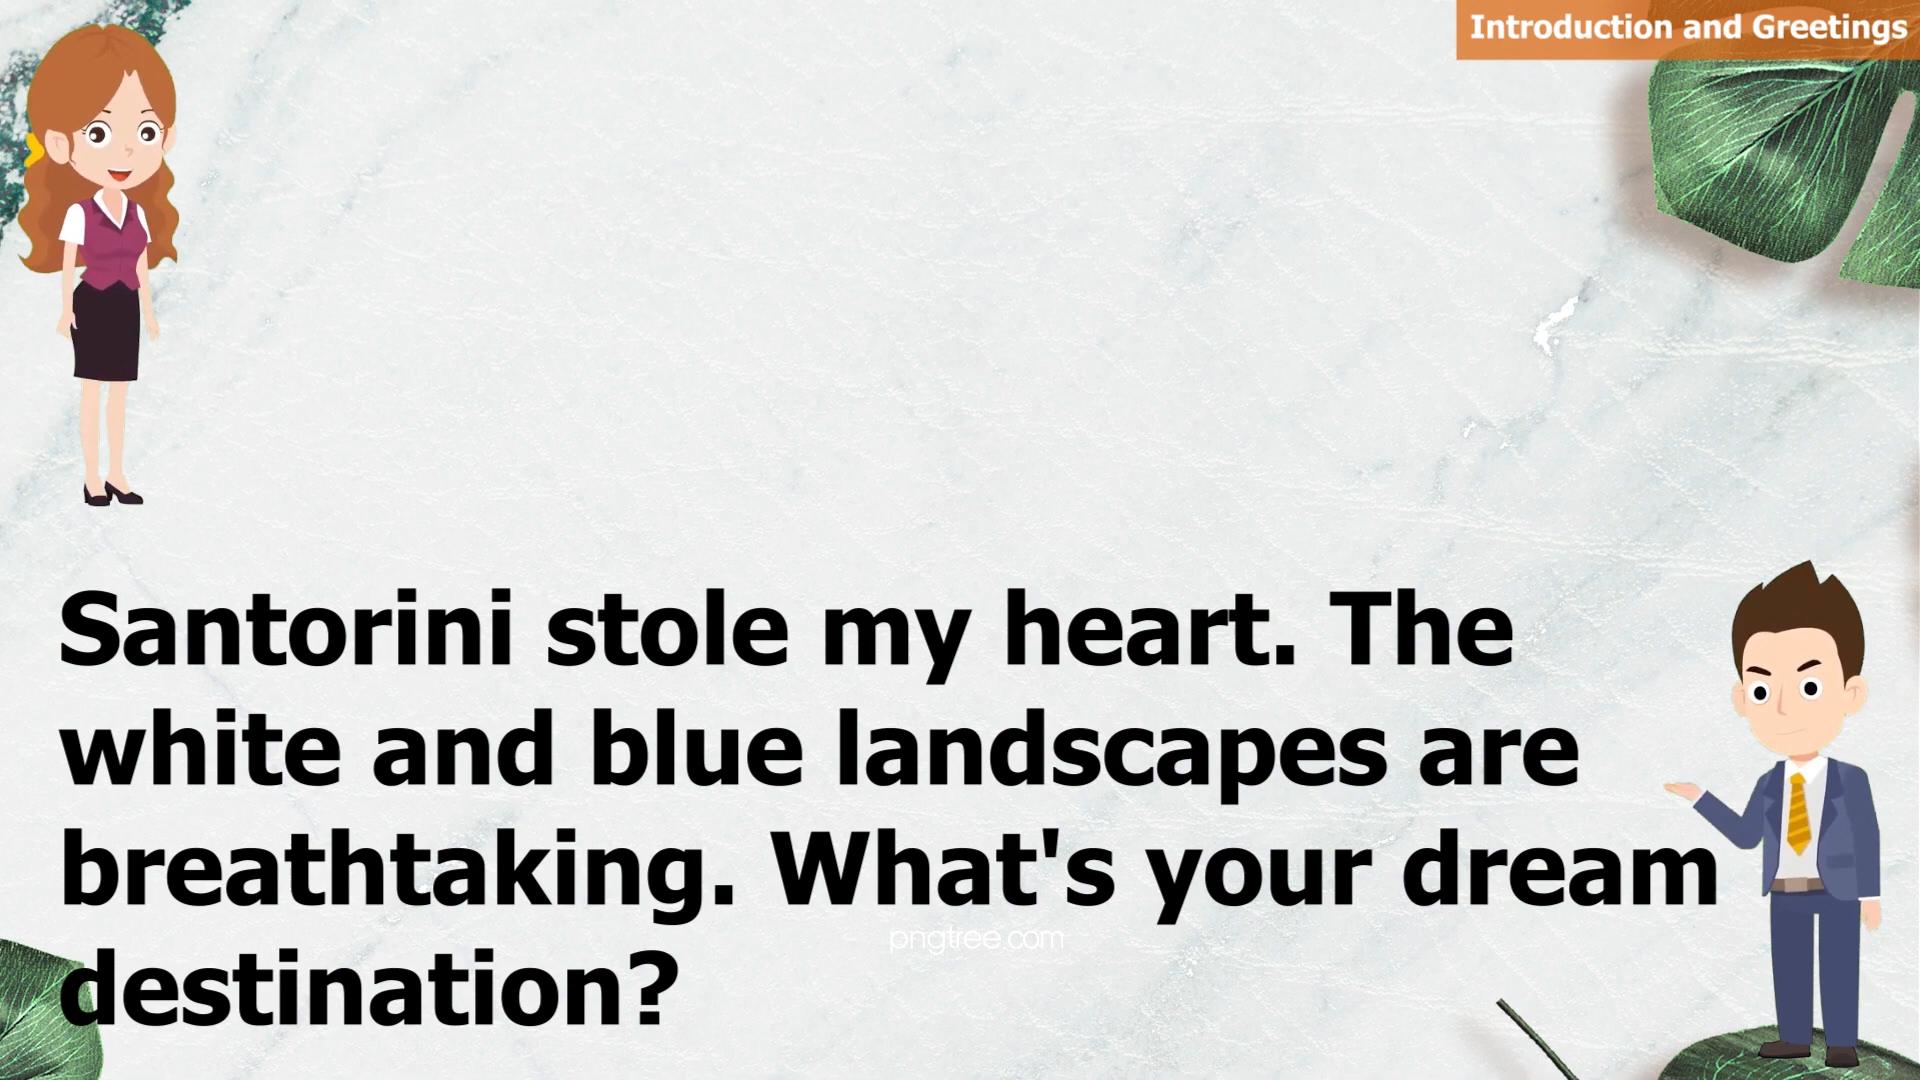 Introduction and Greetings
Santorini stole my heart. The
white and blue landscapes are
breathtaking. What's your dream
destination?
pngtree.com